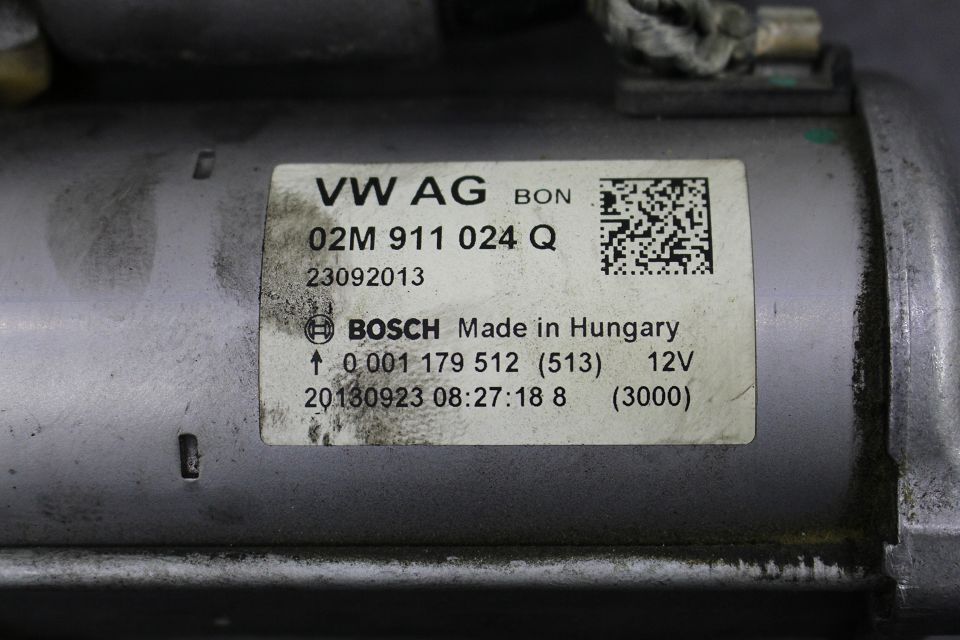 VW AG BON
02M 911 024 Q
23092013
BOSCH Made in Hungary
0 001 179 512 (513) 12V
20130923 08:27:18 8 (3000)